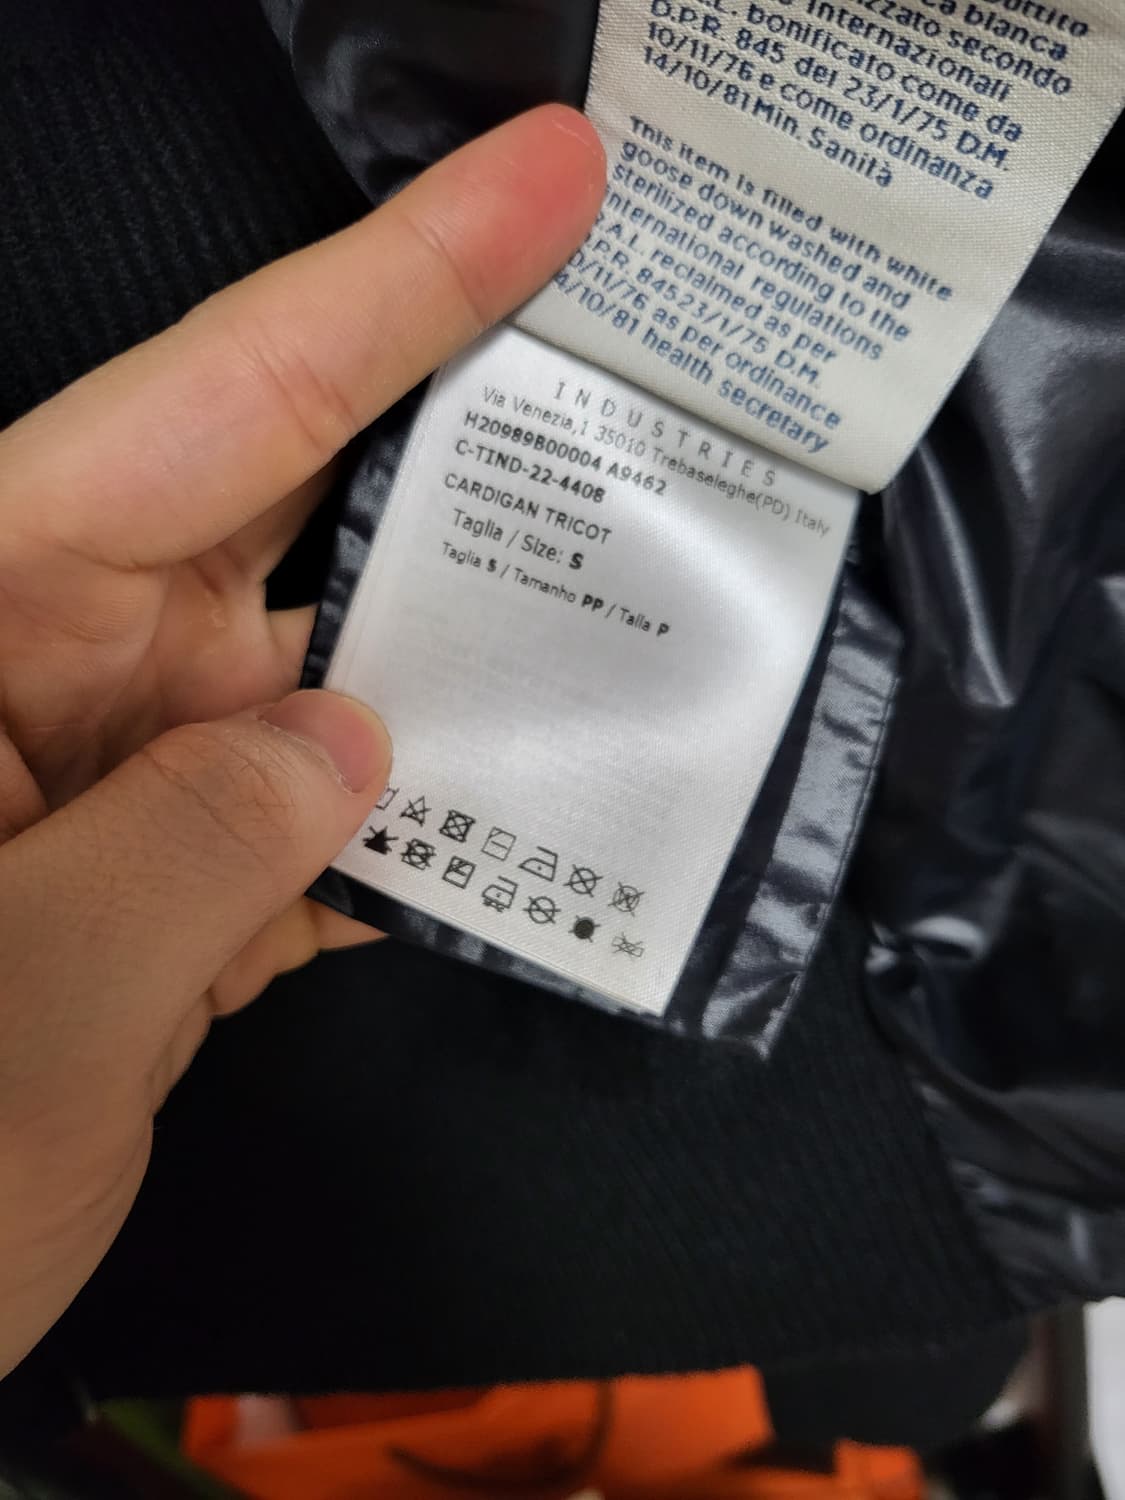 bianca
secondo
internazionali
bonificato come da
D.P.R. 845 del 23/1/75 D.M.
10/11/76 e come ordinanza
14/10/81 Min. Sanità
This item is filled with white
goose down washed and
sterilized according to the
international regulations
R.A.L. reclaimed as per
P.R. 84523/1/75 D.M.
0/11/76 as per ordinance
4/10/81 health secretary
INDUSTRIES
Via Venezia,1 35010 Trebaseleghe(PD) Italy
H20989B00004 A9462
C-TIND-22-4408
CARDIGAN TRICOT
Taglia / Size: S
Taglia S / Tamanho PP / Talla P